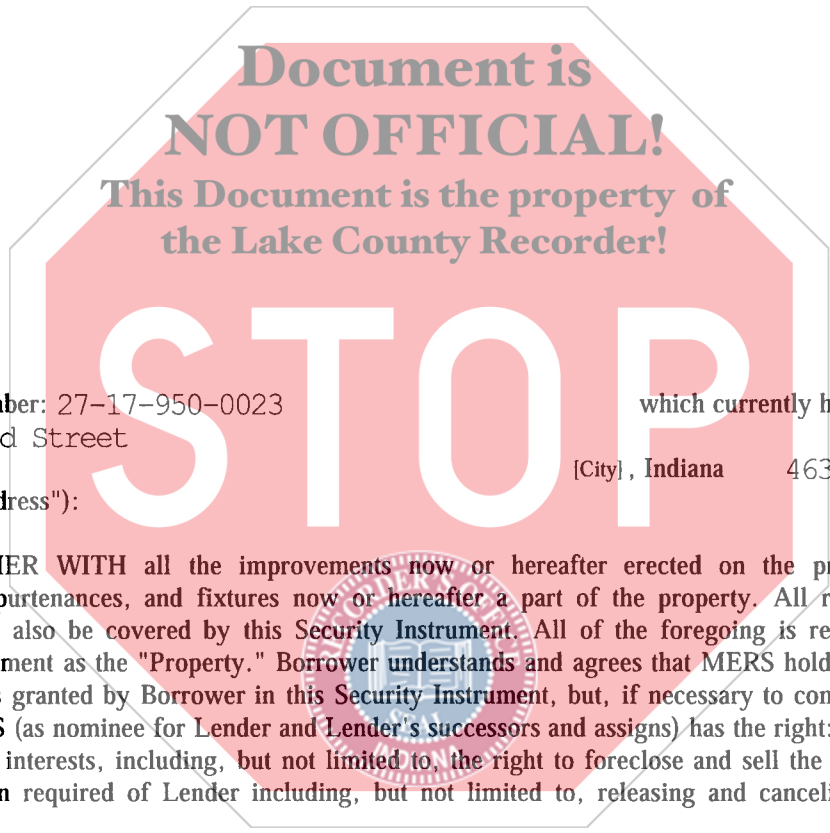 Document is
NOT OFFICIAL!
This Document is the property of
the Lake County Recorder!
STOP
ber: 27-17-950-0023 which currently h
d Street
[City], Indiana 463
dress"):
ER WITH all the improvements now or hereafter erected on the pr
purtenances, and fixtures now or hereafter a part of the property. All r
also be covered by this Security Instrument. All of the foregoing is re
ment as the "Property." Borrower understands and agrees that MERS hold
s granted by Borrower in this Security Instrument, but, if necessary to com
S (as nominee for Lender and Lender's successors and assigns) has the right:
interests, including, but not limited to, the right to foreclose and sell the
n required of Lender including, but not limited to, releasing and canceli
RECORDER'S OF
SEAL
INDIANA